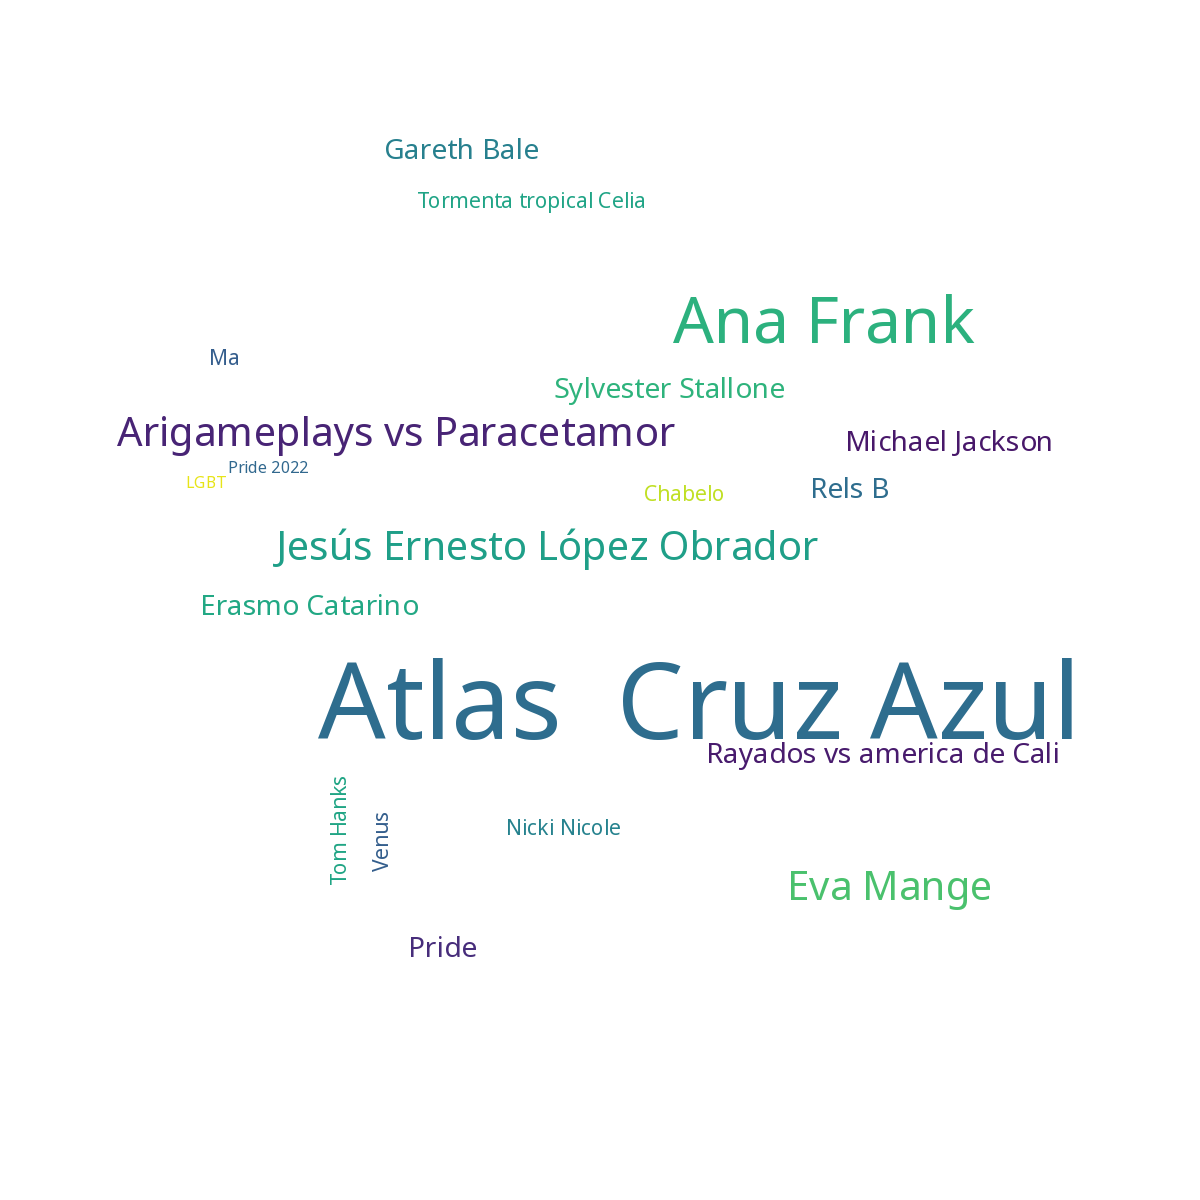 Gareth Bale
Tormenta tropical Celia
Ana Frank
Ma
Sylvester Stallone
Arigameplays vs Paracetamor
Michael Jackson
Pride 2022
LGBT
Chabelo
Rels B
Jesús Ernesto López Obrador
Erasmo Catarino
Atlas  Cruz Azul
Rayados vs america de Cali
Tom Hanks
Venus
Nicki Nicole
Eva Mange
Pride